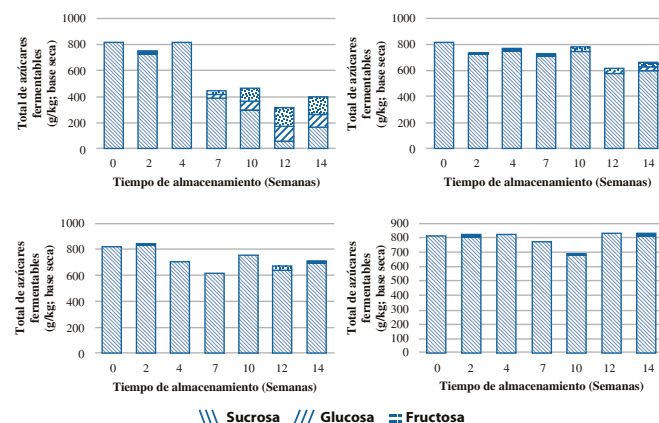 1000
800
600
400
200
0
Total de azúcares
fermentables
(g/kg; base seca)
0 2 4 7 10 12 14
Tiempo de almacenamiento (Semanas)
1000
800
600
400
200
0
Total de azúcares
fermentables
(g/kg; base seca)
0 2 4 7 10 12 14
Tiempo de almacenamiento (Semanas)
1000
800
600
400
200
0
Total de azúcares
fermentables
(g/kg; base seca)
0 2 4 7 10 12 14
Tiempo de almacenamiento (Semanas)
900
800
700
600
500
400
300
200
100
0
Total de azúcares
fermentables
(g/kg; base seca)
0 2 4 7 10 12 14
Tiempo de almacenamiento (Semanas)
Sucrosa Glucosa Fructosa